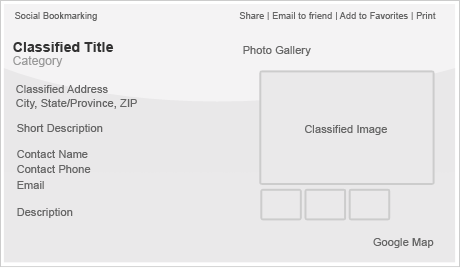 Social Bookmarking
Share | Email to friend | Add to Favorites | Print
Classified Title
Category
Photo Gallery
Classified Address
City, State/Province, ZIP
Short Description
Classified Image
Contact Name
Contact Phone
Email
Description
Google Map